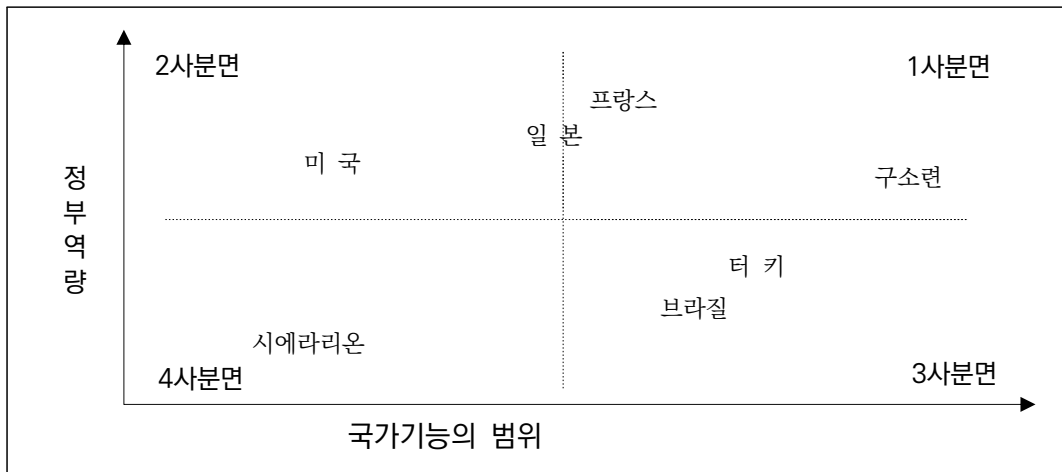 2사분면
1사분면
프랑스
일 본
미 국
구소련
정
부
역
량
터 키
브라질
시에라리온
4사분면
3사분면
국가기능의 범위